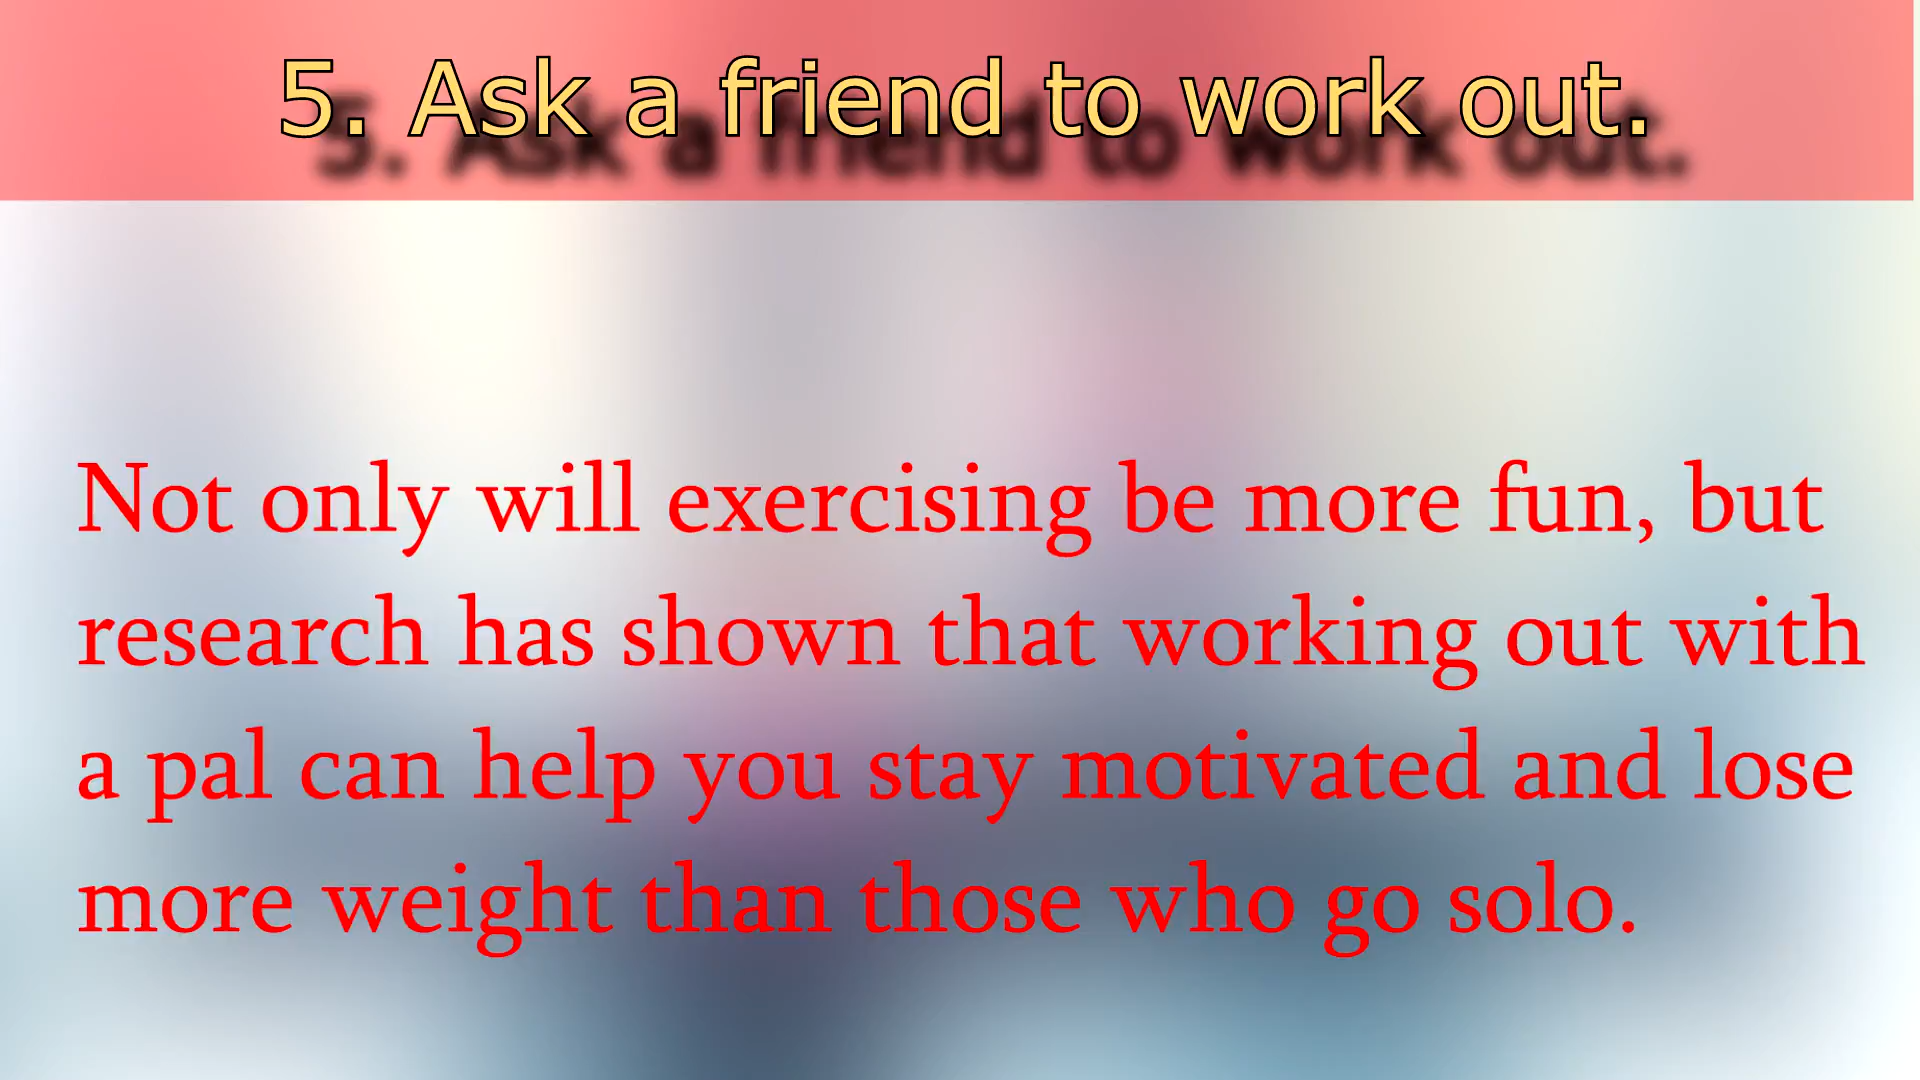 5. Ask a friend to work out.
Not only will exercising be more fun, but
research has shown that working out with
a pal can help you stay motivated and lose
more weight than those who go solo.